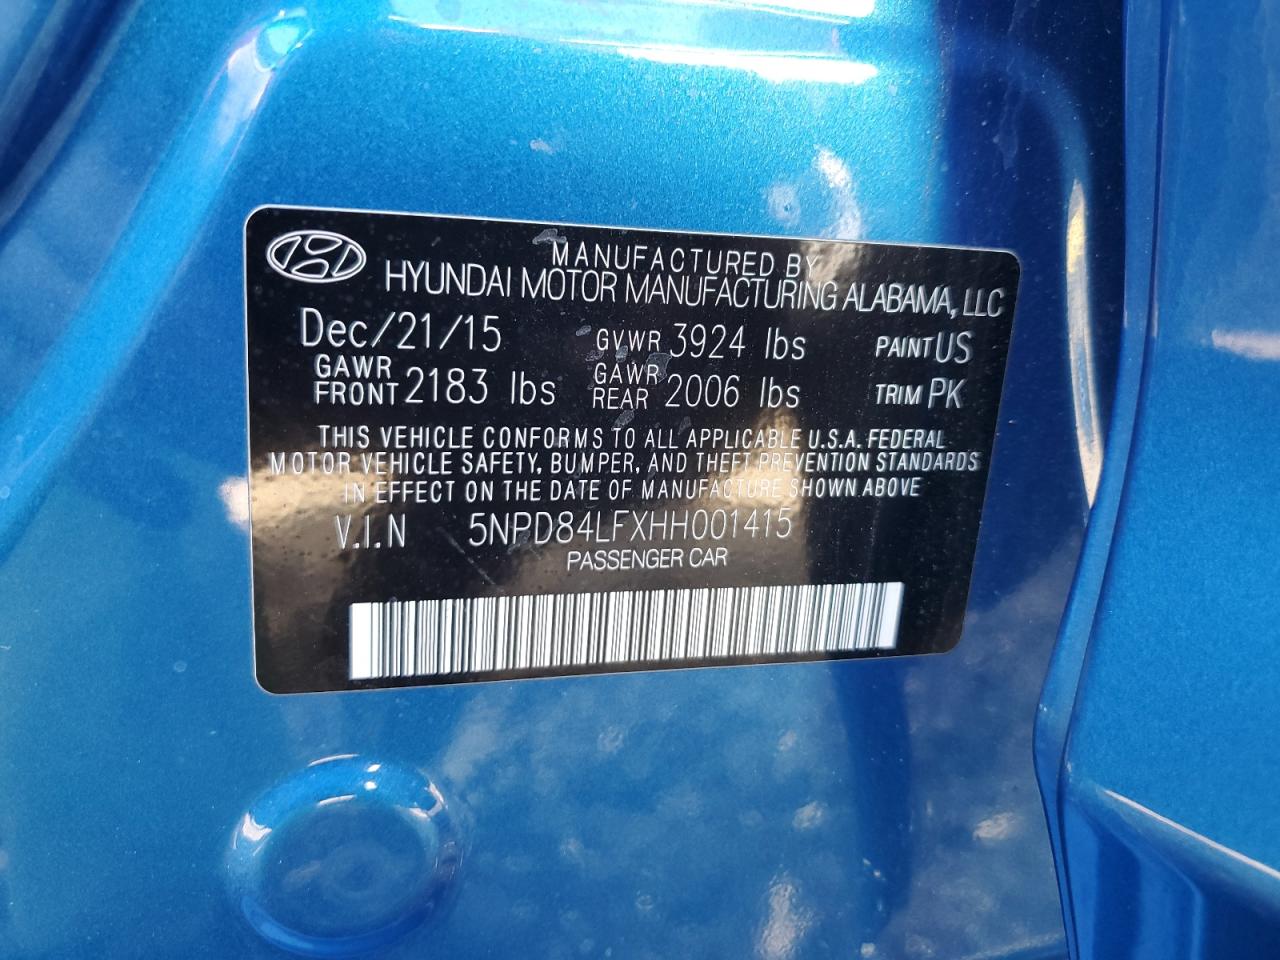 MANUFACTURED BY
HYUNDAI MOTOR MANUFACTURING ALABAMA, LLC
Dec/21/15 GVWR 3924 lbs PAINT US
GAWR FRONT 2183 lbs GAWR REAR 2006 lbs TRIM PK
THIS VEHICLE CONFORMS TO ALL APPLICABLE U.S.A. FEDERAL
MOTOR VEHICLE SAFETY, BUMPER, AND THEFT PREVENTION STANDARDS
IN EFFECT ON THE DATE OF MANUFACTURE SHOWN ABOVE
V.I.N 5NPD84LFXHH001415
PASSENGER CAR